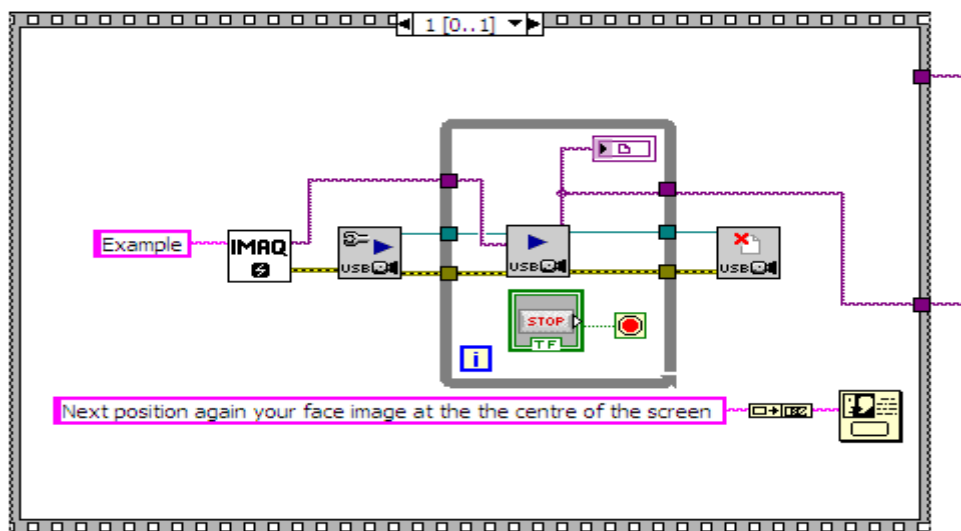 1 [0..1]
Example
IMAQ
USB
USB
USB
STOP
TF
i
Next position again your face image at the the centre of the screen